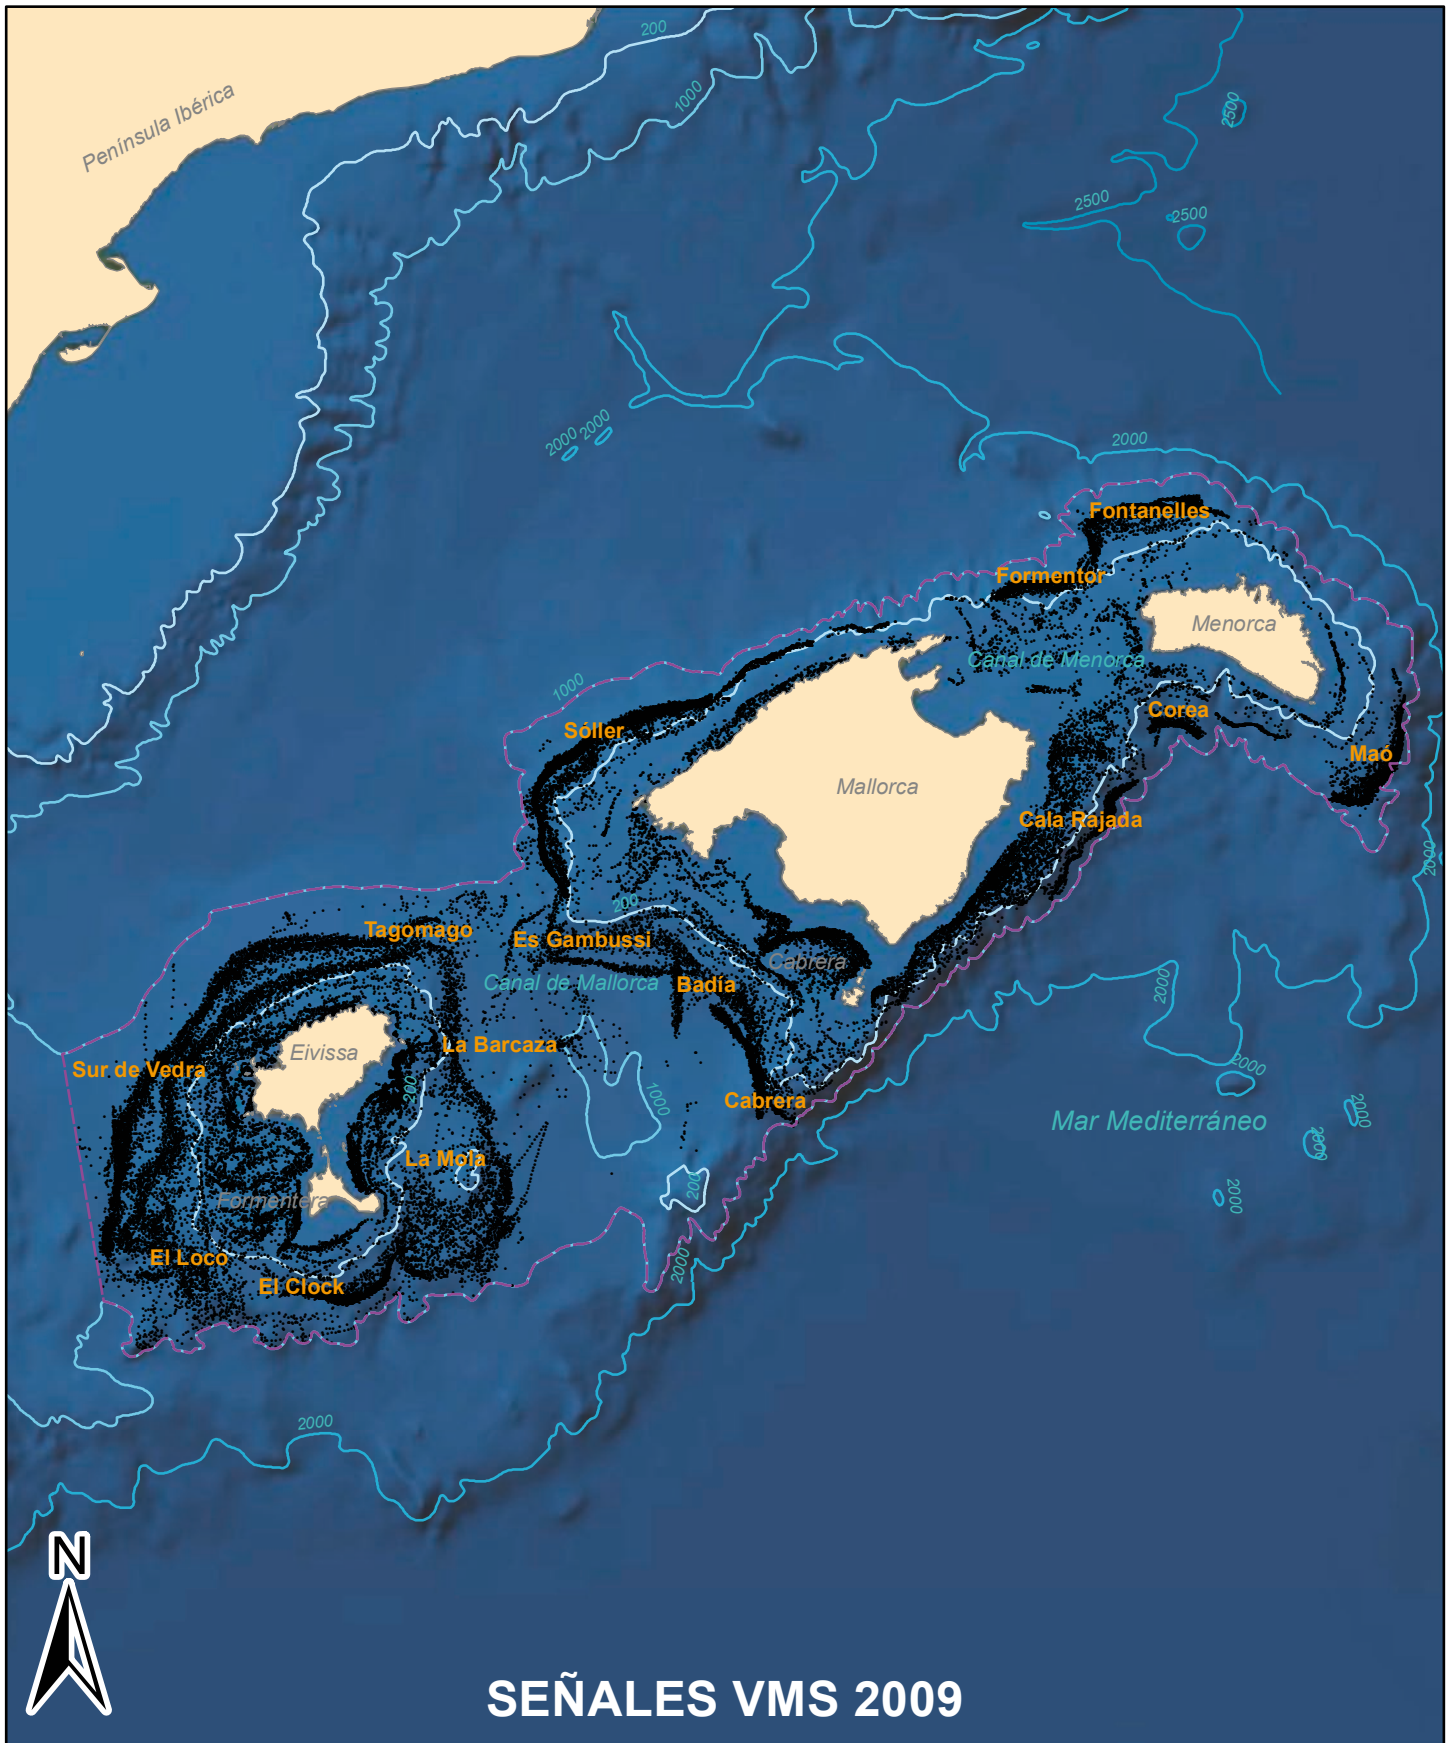 200
1000
Península Ibérica
2500
2500
2500
2000
2000
2000
Fontanelles
Formentor
Menorca
Canal de Menorca
1000
Corea
Sóller
Maó
Mallorca
Cala Rajada
2000
200
Tagomago
Es Gambussi
Cabrera
Canal de Mallorca
Badía
2000
La Barcaza
Eivissa
Sur de Vedra
2000
200
1000
Cabrera
2000
Mar Mediterráneo
2000
La Mola
200
2000
Formentera
El Loco
2000
El Clock
2000
N
SEÑALES VMS 2009